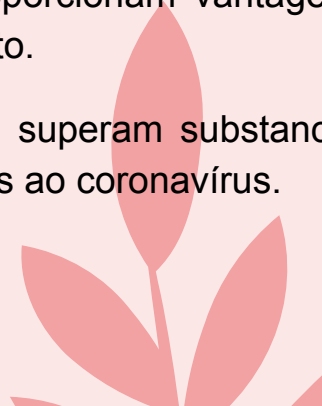 porcionam vantage
to.
superam substanc
s ao coronavírus.